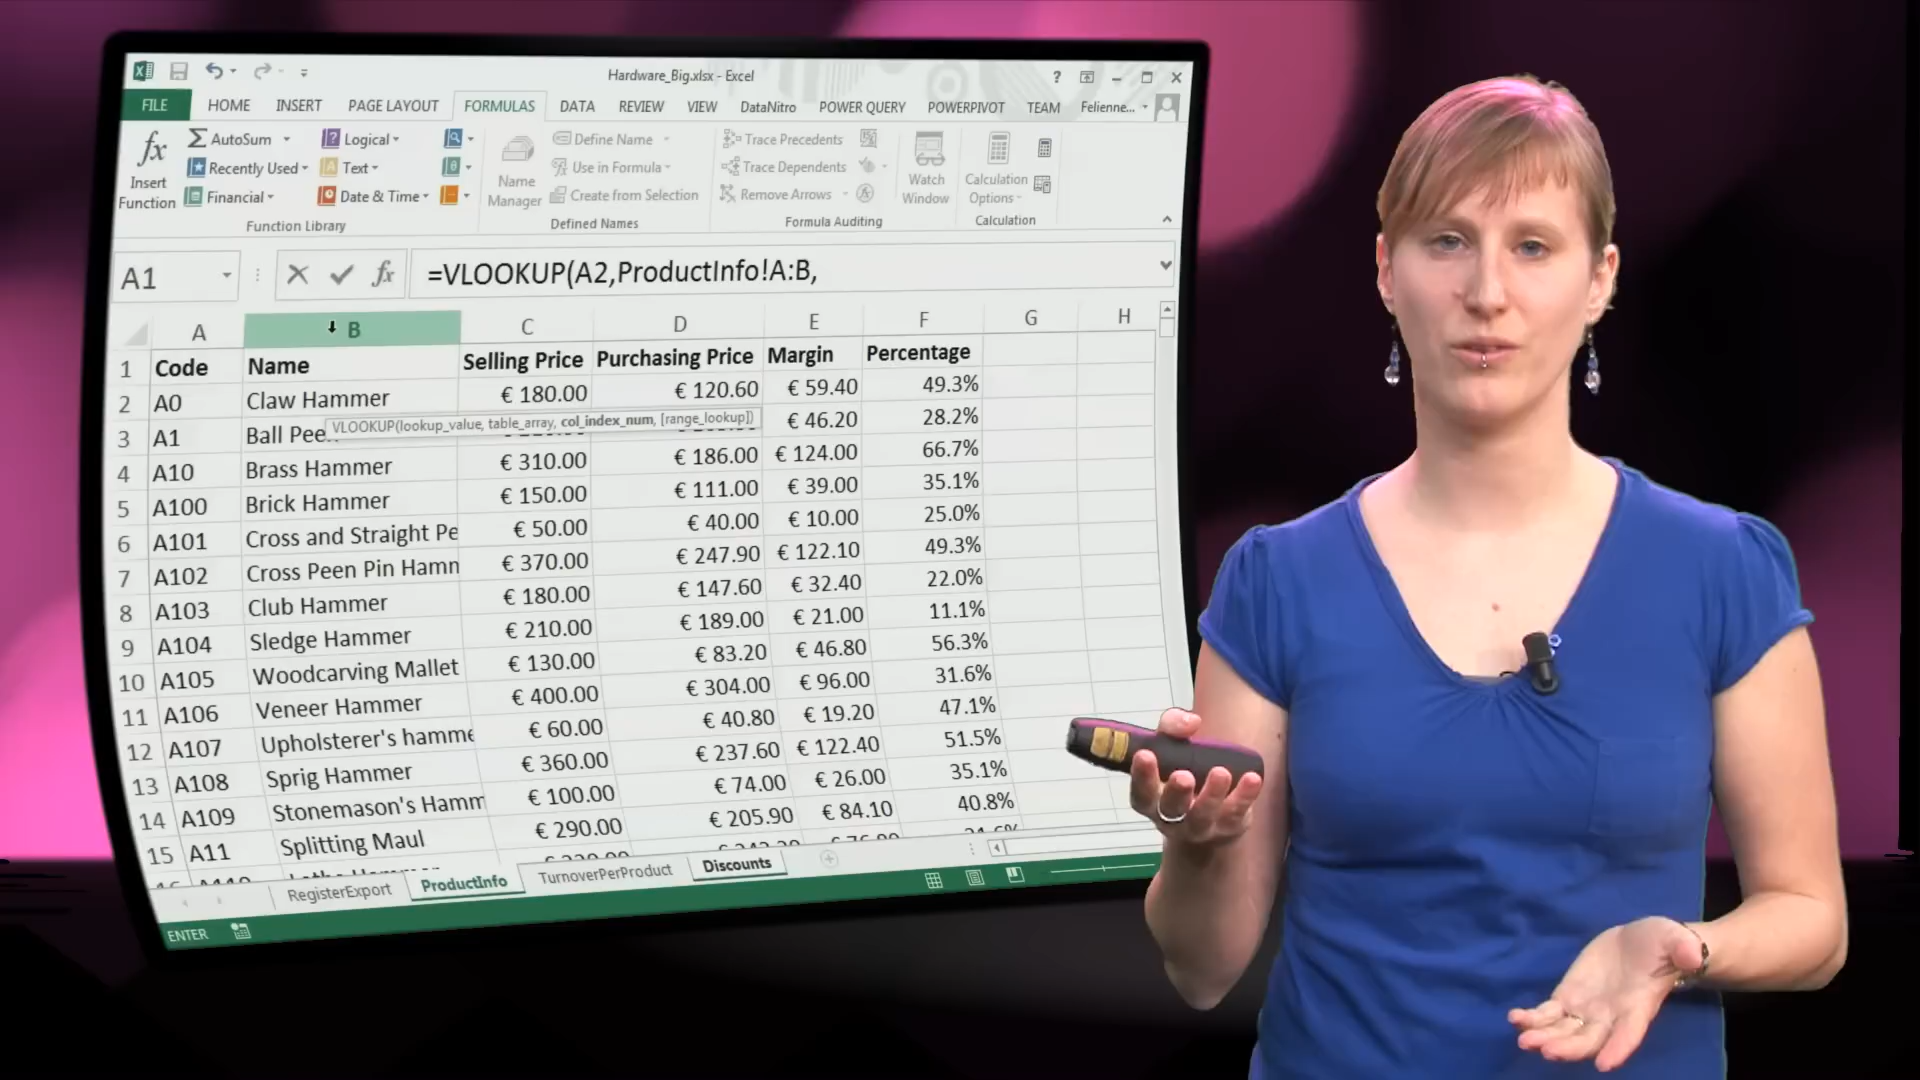 Hardware_Big.xlsx - Excel
?
FILE HOME INSERT PAGE LAYOUT FORMULAS DATA REVIEW VIEW DataNitro POWER QUERY POWERPIVOT TEAM Felienne...
fx Insert Function
AutoSum
Recently Used
Financial
Logical
Text
Date & Time
Function Library
Name Manager
Define Name
Use in Formula
Create from Selection
Defined Names
Trace Precedents
Trace Dependents
Remove Arrows
Formula Auditing
Watch Window
Calculation Options
Calculation
A1 fx =VLOOKUP(A2,ProductInfo!A:B,
A B C D E F G H
1 Code Name Selling Price Purchasing Price Margin Percentage
2 A0 Claw Hammer € 180.00 € 120.60 € 59.40 49.3%
VLOOKUP(lookup_value, table_array, col_index_num, [range_lookup])
3 A1 Ball Pee € 46.20 28.2%
4 A10 Brass Hammer € 310.00 € 186.00 € 124.00 66.7%
5 A100 Brick Hammer € 150.00 € 111.00 € 39.00 35.1%
6 A101 Cross and Straight Pe € 50.00 € 40.00 € 10.00 25.0%
7 A102 Cross Peen Pin Hamm € 370.00 € 247.90 € 122.10 49.3%
8 A103 Club Hammer € 180.00 € 147.60 € 32.40 22.0%
9 A104 Sledge Hammer € 210.00 € 189.00 € 21.00 11.1%
10 A105 Woodcarving Mallet € 130.00 € 83.20 € 46.80 56.3%
11 A106 Veneer Hammer € 400.00 € 304.00 € 96.00 31.6%
12 A107 Upholsterer's hamme € 60.00 € 40.80 € 19.20 47.1%
13 A108 Sprig Hammer € 360.00 € 237.60 € 122.40 51.5%
14 A109 Stonemason's Hamm € 100.00 € 74.00 € 26.00 35.1%
15 A11 Splitting Maul € 290.00 € 205.90 € 84.10 40.8%
RegisterExport ProductInfo TurnoverPerProduct Discounts
ENTER